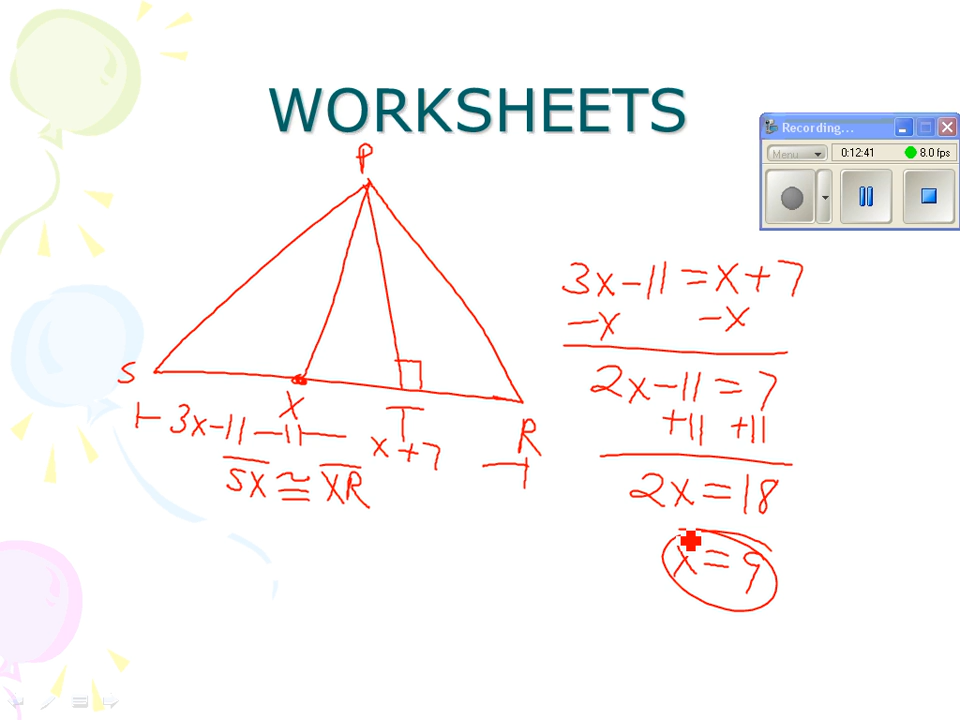 WORKSHEETS
Recording...
Menu
0:12:41
8.0 fps
P
S
X
T
R
3x-11
x+7
SX ≅ XR
3x-11=x+7
-x -x
2x-11=7
+11 +11
2x=18
x=9